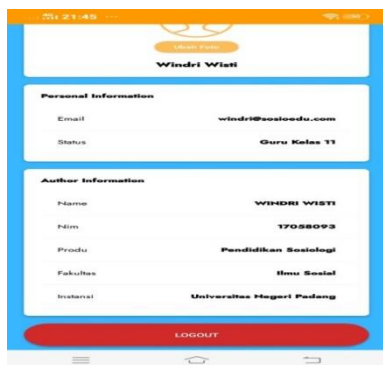 21:45
Ubah Foto
Windri Wisti
Personal Information
Email windri@sosioedu.com
Status Guru Kelas 11
Author Information
Name WINDRI WISTI
Nim 17058093
Produ Pendidikan Sosiologi
Fakultas Ilmu Sosial
Instansi Universitas Negeri Padang
LOGOUT